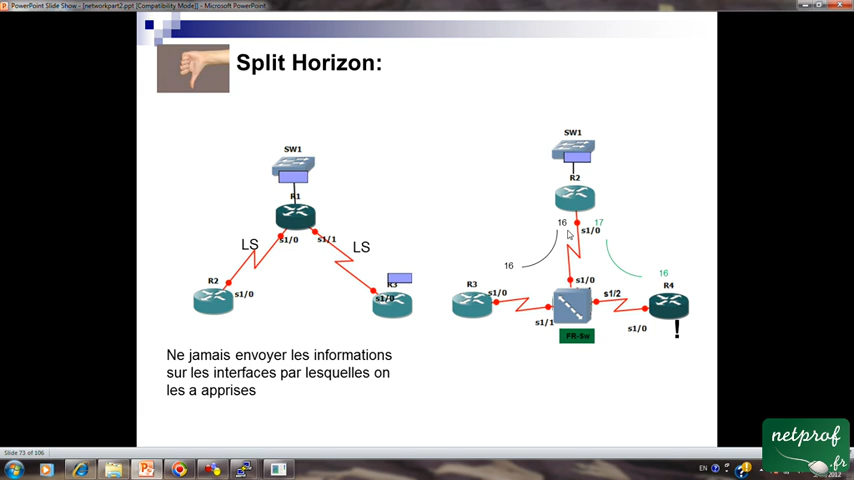 PowerPoint Slide Show - [networkpart2.ppt [Compatibility Mode]] - Microsoft PowerPoint
Split Horizon:
SW1
R1
LS
LS
s1/0
s1/1
R2
s1/0
R3
s1/0
Ne jamais envoyer les informations
sur les interfaces par lesquelles on
les a apprises
SW1
R2
16
17
s1/0
16
16
R3
s1/0
s1/0
s1/2
R4
s1/1
s1/0
FR-SW
!
netprof
.fr
Slide 73 of 106
EN
2012